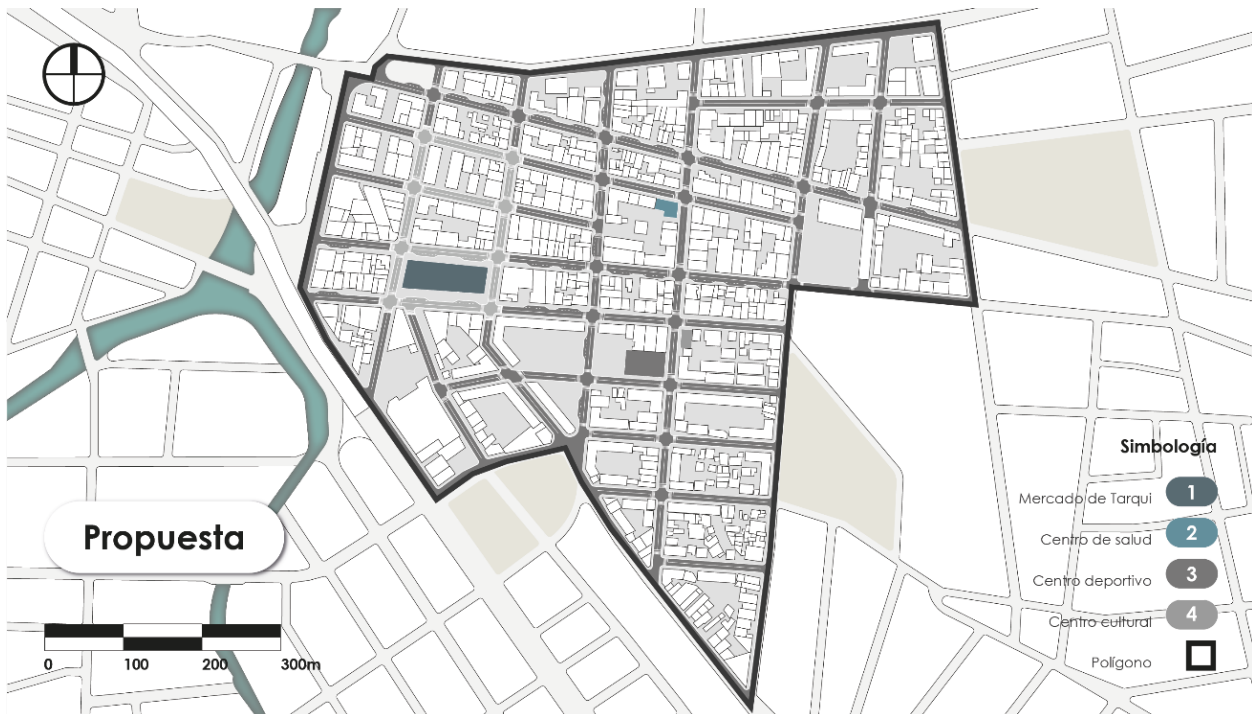 Propuesta
0 100 200 300m
Simbología
Mercado de Tarqui 1
Centro de salud 2
Centro deportivo 3
Centro cultural 4
Polígono